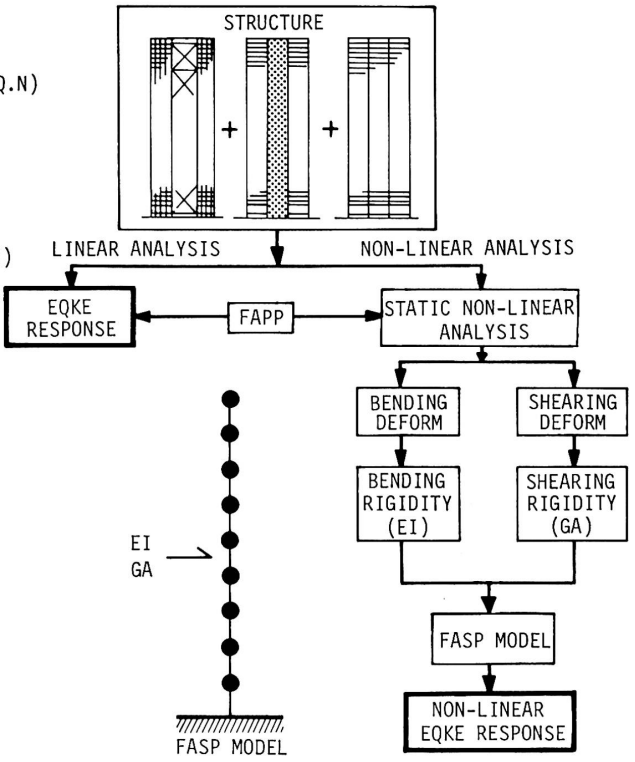 STRUCTURE
Q.N)
+
+
)
LINEAR ANALYSIS
NON-LINEAR ANALYSIS
EQKE
RESPONSE
FAPP
STATIC NON-LINEAR
ANALYSIS
BENDING
DEFORM
SHEARING
DEFORM
BENDING
RIGIDITY
(EI)
SHEARING
RIGIDITY
(GA)
EI
GA
FASP MODEL
NON-LINEAR
EQKE RESPONSE
FASP MODEL